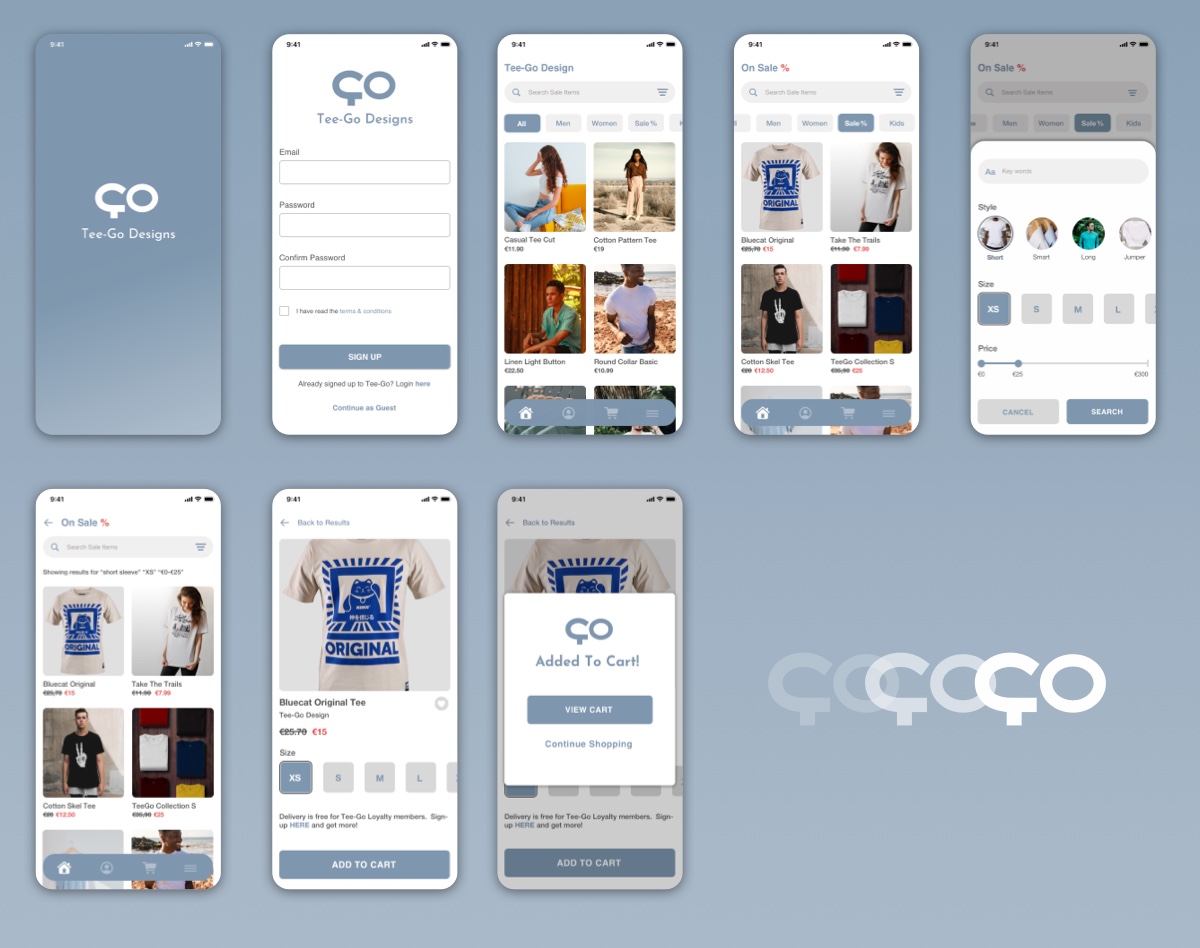 9:41
Tee-Go Designs
9:41
Tee-Go Designs
Email
Password
Confirm Password
I have read the terms & conditions
SIGN UP
Already signed up to Tee-Go? Login here
Continue as Guest
9:41
Tee-Go Design
Search Sale Items
All Men Women Sale %
Casual Tee Cut
€11.90
Cotton Pattern Tee
€19
Linen Light Button
€22.50
Round Collar Basic
€10.99
9:41
On Sale %
Search Sale Items
Men Women Sale % Kids
ORIGINAL
Bluecat Original
€25,70 €15
Take The Trails
€11.90 €7.99
Cotton Skel Tee
€20 €12.50
TeeGo Collection S
€35,90 €25
9:41
On Sale %
Search Sale Items
Men Women Sale % Kids
Aa Key words
Style
Short Smart Long Jumper
Size
XS S M L
Price
€0 €25 €300
CANCEL SEARCH
9:41
On Sale %
Search Sale Items
Showing results for "short sleeve" "XS" "€0-€25"
ORIGINAL
Bluecat Original
€25,70 €15
Take The Trails
€11.90 €7.99
Cotton Skel Tee
€20 €12.50
TeeGo Collection S
€35,90 €25
9:41
Back to Results
神を信じる
ORIGINAL
Bluecat Original Tee
Tee-Go Design
€25.70 €15
Size
XS S M L
Delivery is free for Tee-Go Loyalty members. Sign-
up HERE and get more!
ADD TO CART
9:41
Back to Results
GO
Added To Cart!
VIEW CART
Continue Shopping
Delivery is free for Tee-Go Loyalty members. Sign-
up HERE and get more!
ADD TO CART